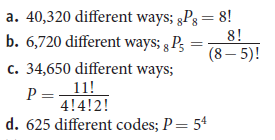 a. 40,320 different ways; ₈P₈ = 8!
b. 6,720 different ways; ₈P₅ = 8!/(8 – 5)!
c. 34,650 different ways;
P = 11!/4!4!2!
d. 625 different codes; P = 5⁴